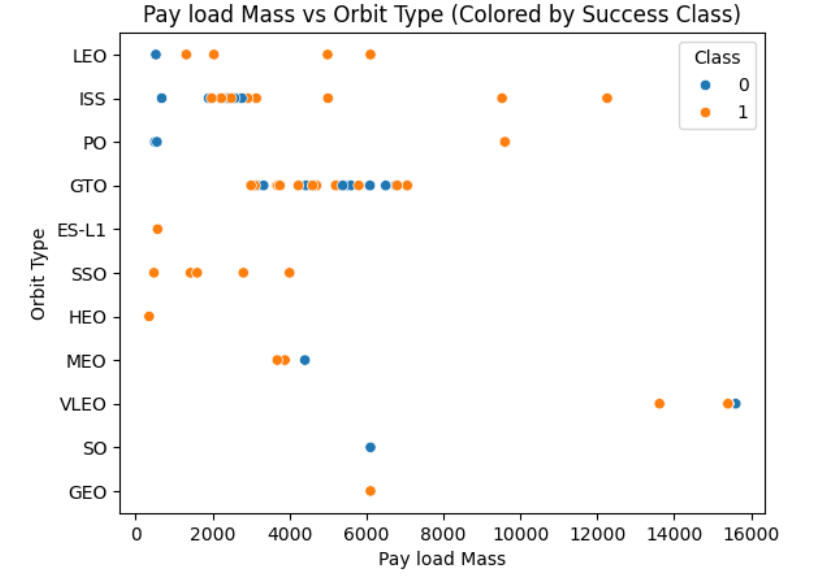 Pay load Mass vs Orbit Type (Colored by Success Class)
Class
0
1
LEO
ISS
PO
GTO
ES-L1
SSO
HEO
MEO
VLEO
SO
GEO
Orbit Type
0 2000 4000 6000 8000 10000 12000 14000 16000
Pay load Mass